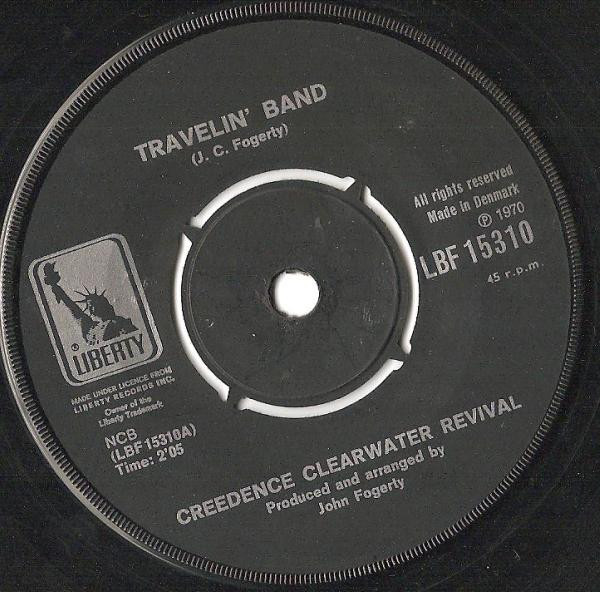 TRAVELIN' BAND
(J. C. Fogerty)
All rights reserved
Made in Denmark
Ⓟ 1970
LBF 15310
45 r.p.m.
® LIBERTY
MADE UNDER LICENCE FROM
LIBERTY RECORDS INC.
Owner of the
Liberty Trademark
NCB
(LBF 15310A)
Time: 2'05
CREEDENCE CLEARWATER REVIVAL
Produced and arranged by
John Fogerty